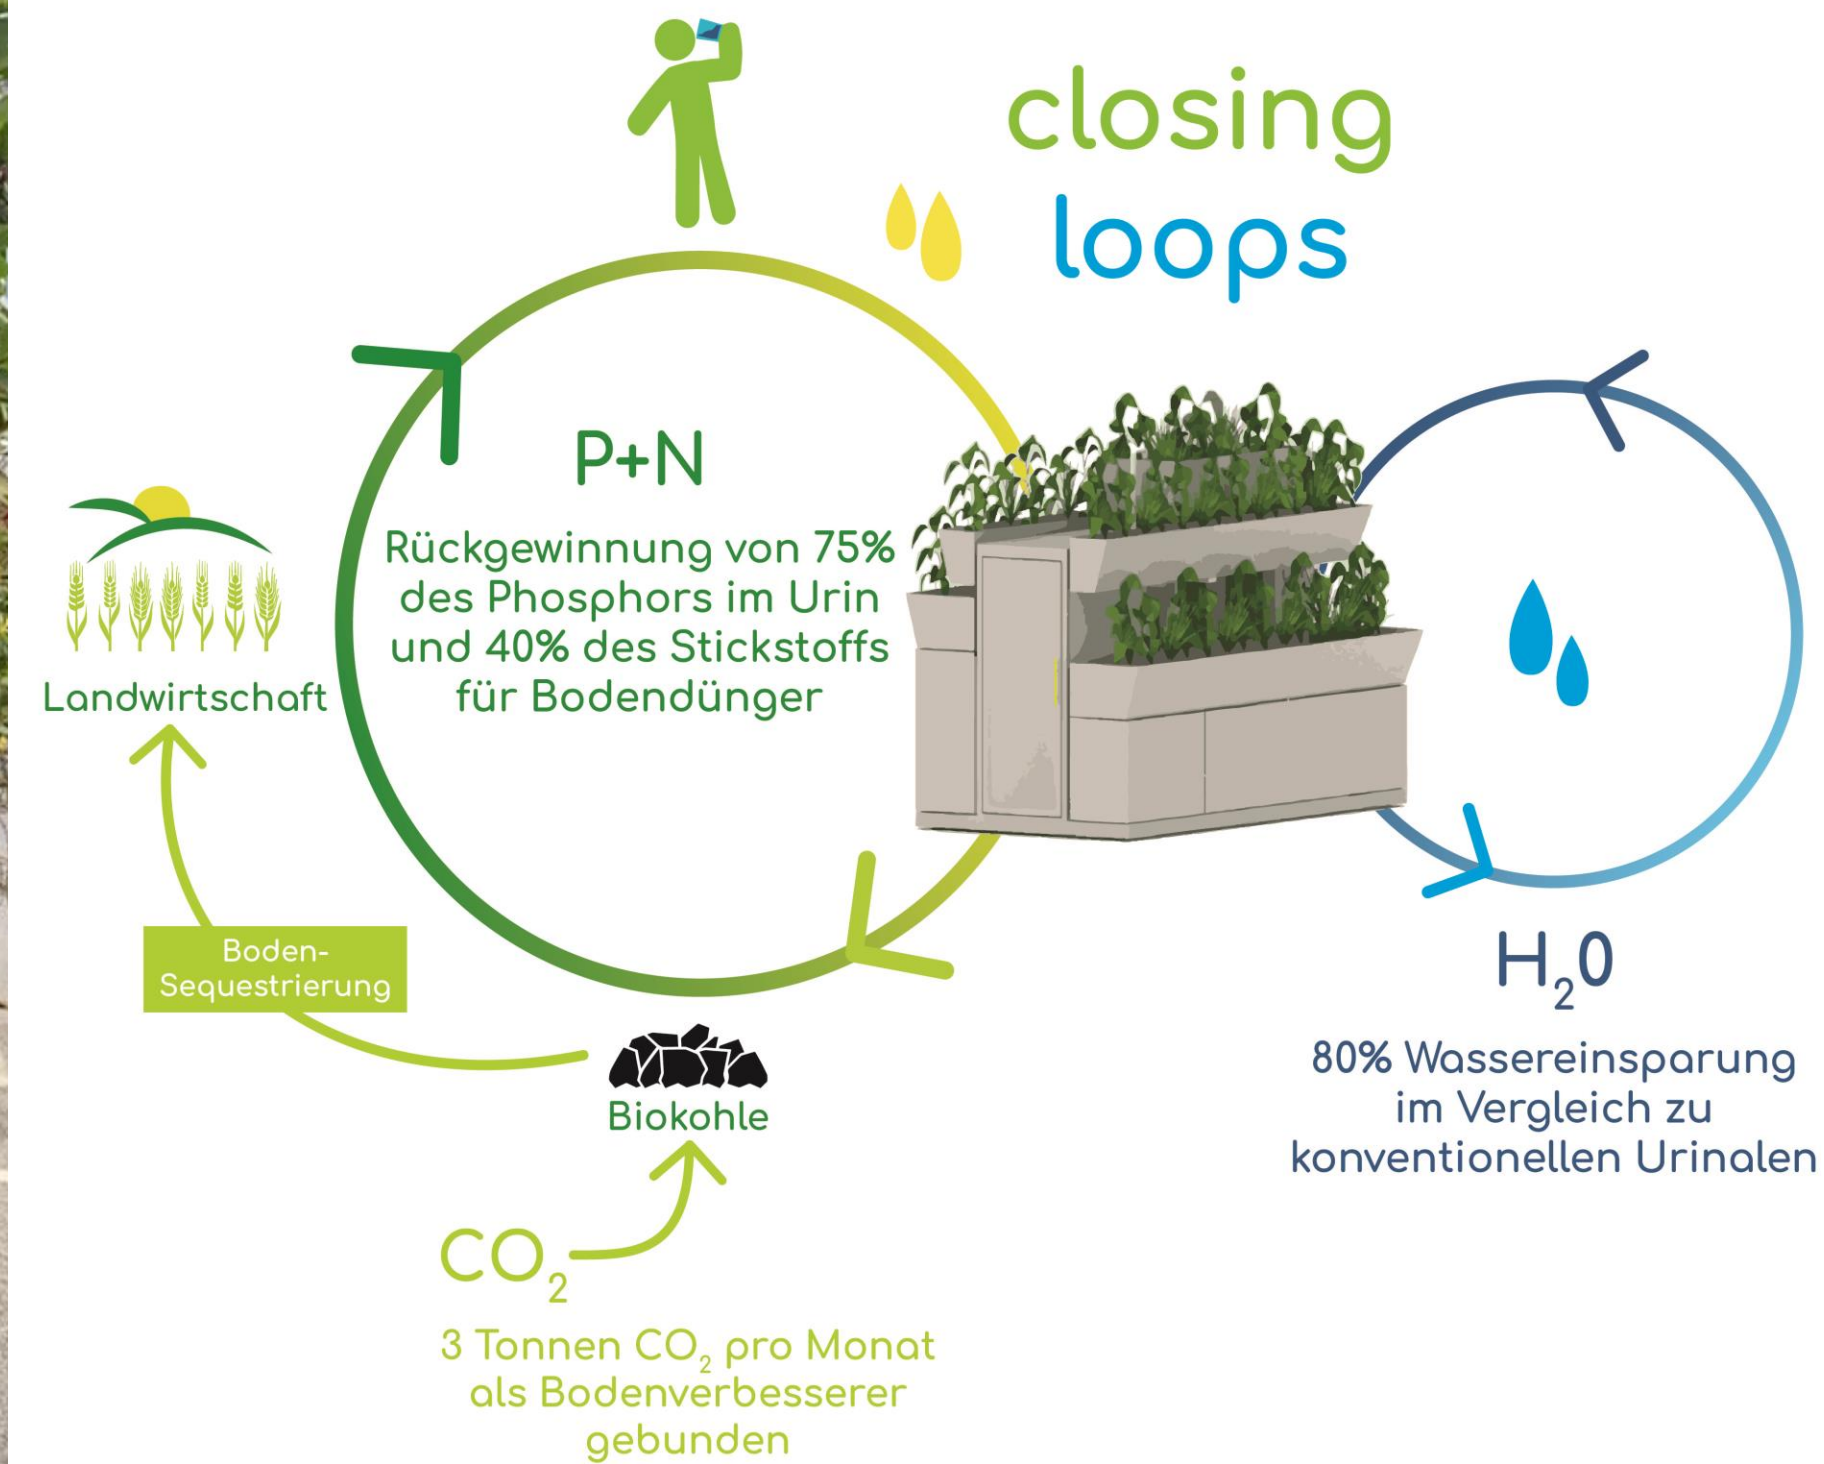 closing
loops
P+N
Rückgewinnung von 75%
des Phosphors im Urin
und 40% des Stickstoffs
für Bodendünger
Landwirtschaft
Boden-
Sequestrierung
Biokohle
CO₂
3 Tonnen CO₂ pro Monat
als Bodenverbesserer
gebunden
H₂0
80% Wassereinsparung
im Vergleich zu
konventionellen Urinalen